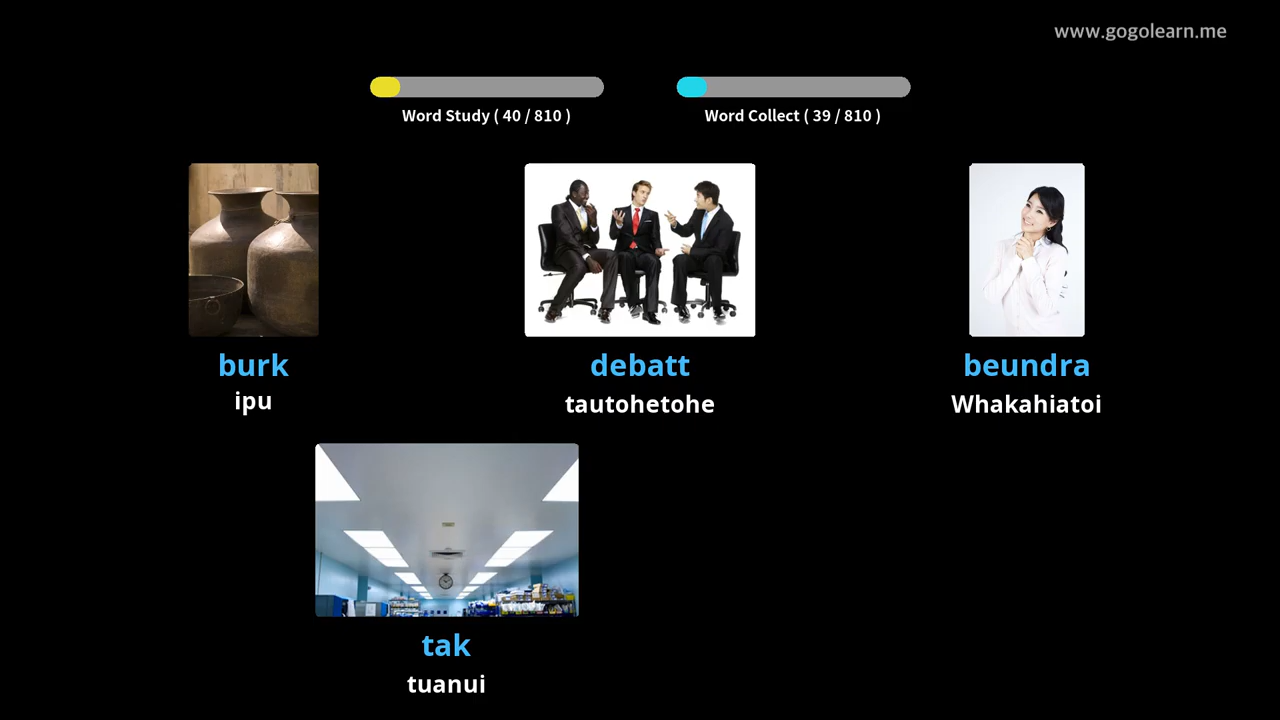 www.gogolearn.me
Word Study ( 40 / 810 )
Word Collect ( 39 / 810 )
burk
ipu
debatt
tautohetohe
beundra
Whakahiatoi
tak
tuanui